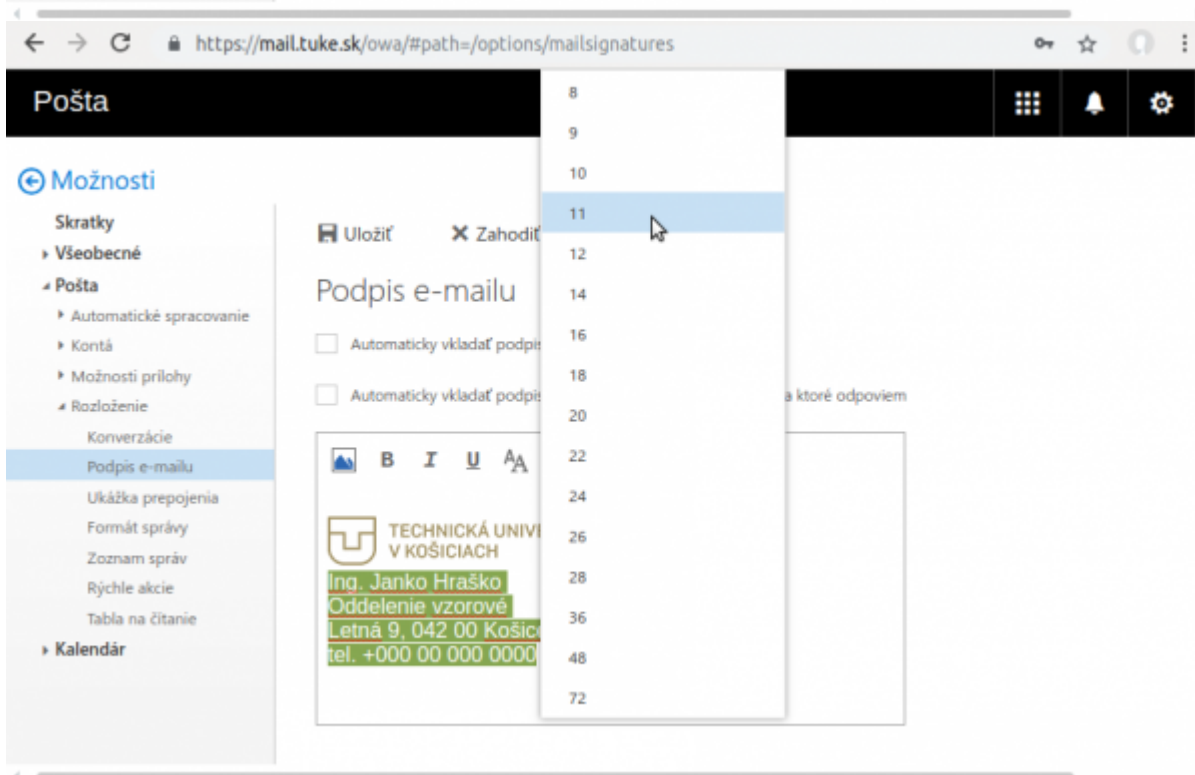 https://mail.tuke.sk/owa/#path=/options/mailsignatures
Pošta
Možnosti
Skratky
Všeobecné
Pošta
Automatické spracovanie
Kontá
Možnosti prílohy
Rozloženie
Konverzácie
Podpis e-mailu
Ukážka prepojenia
Formát správy
Zoznam správ
Rýchle akcie
Tabla na čítanie
Kalendár
Uložiť Zahodiť
Podpis e-mailu
Automaticky vkladať podpis
Automaticky vkladať podpis a ktoré odpoviem
B I U AA
TECHNICKÁ UNIVE
V KOŠICIACH
Ing. Janko Hraško
Oddelenie vzorové
Letná 9, 042 00 Košice
tel. +000 00 000 0000
8
9
10
11
12
14
16
18
20
22
24
26
28
36
48
72